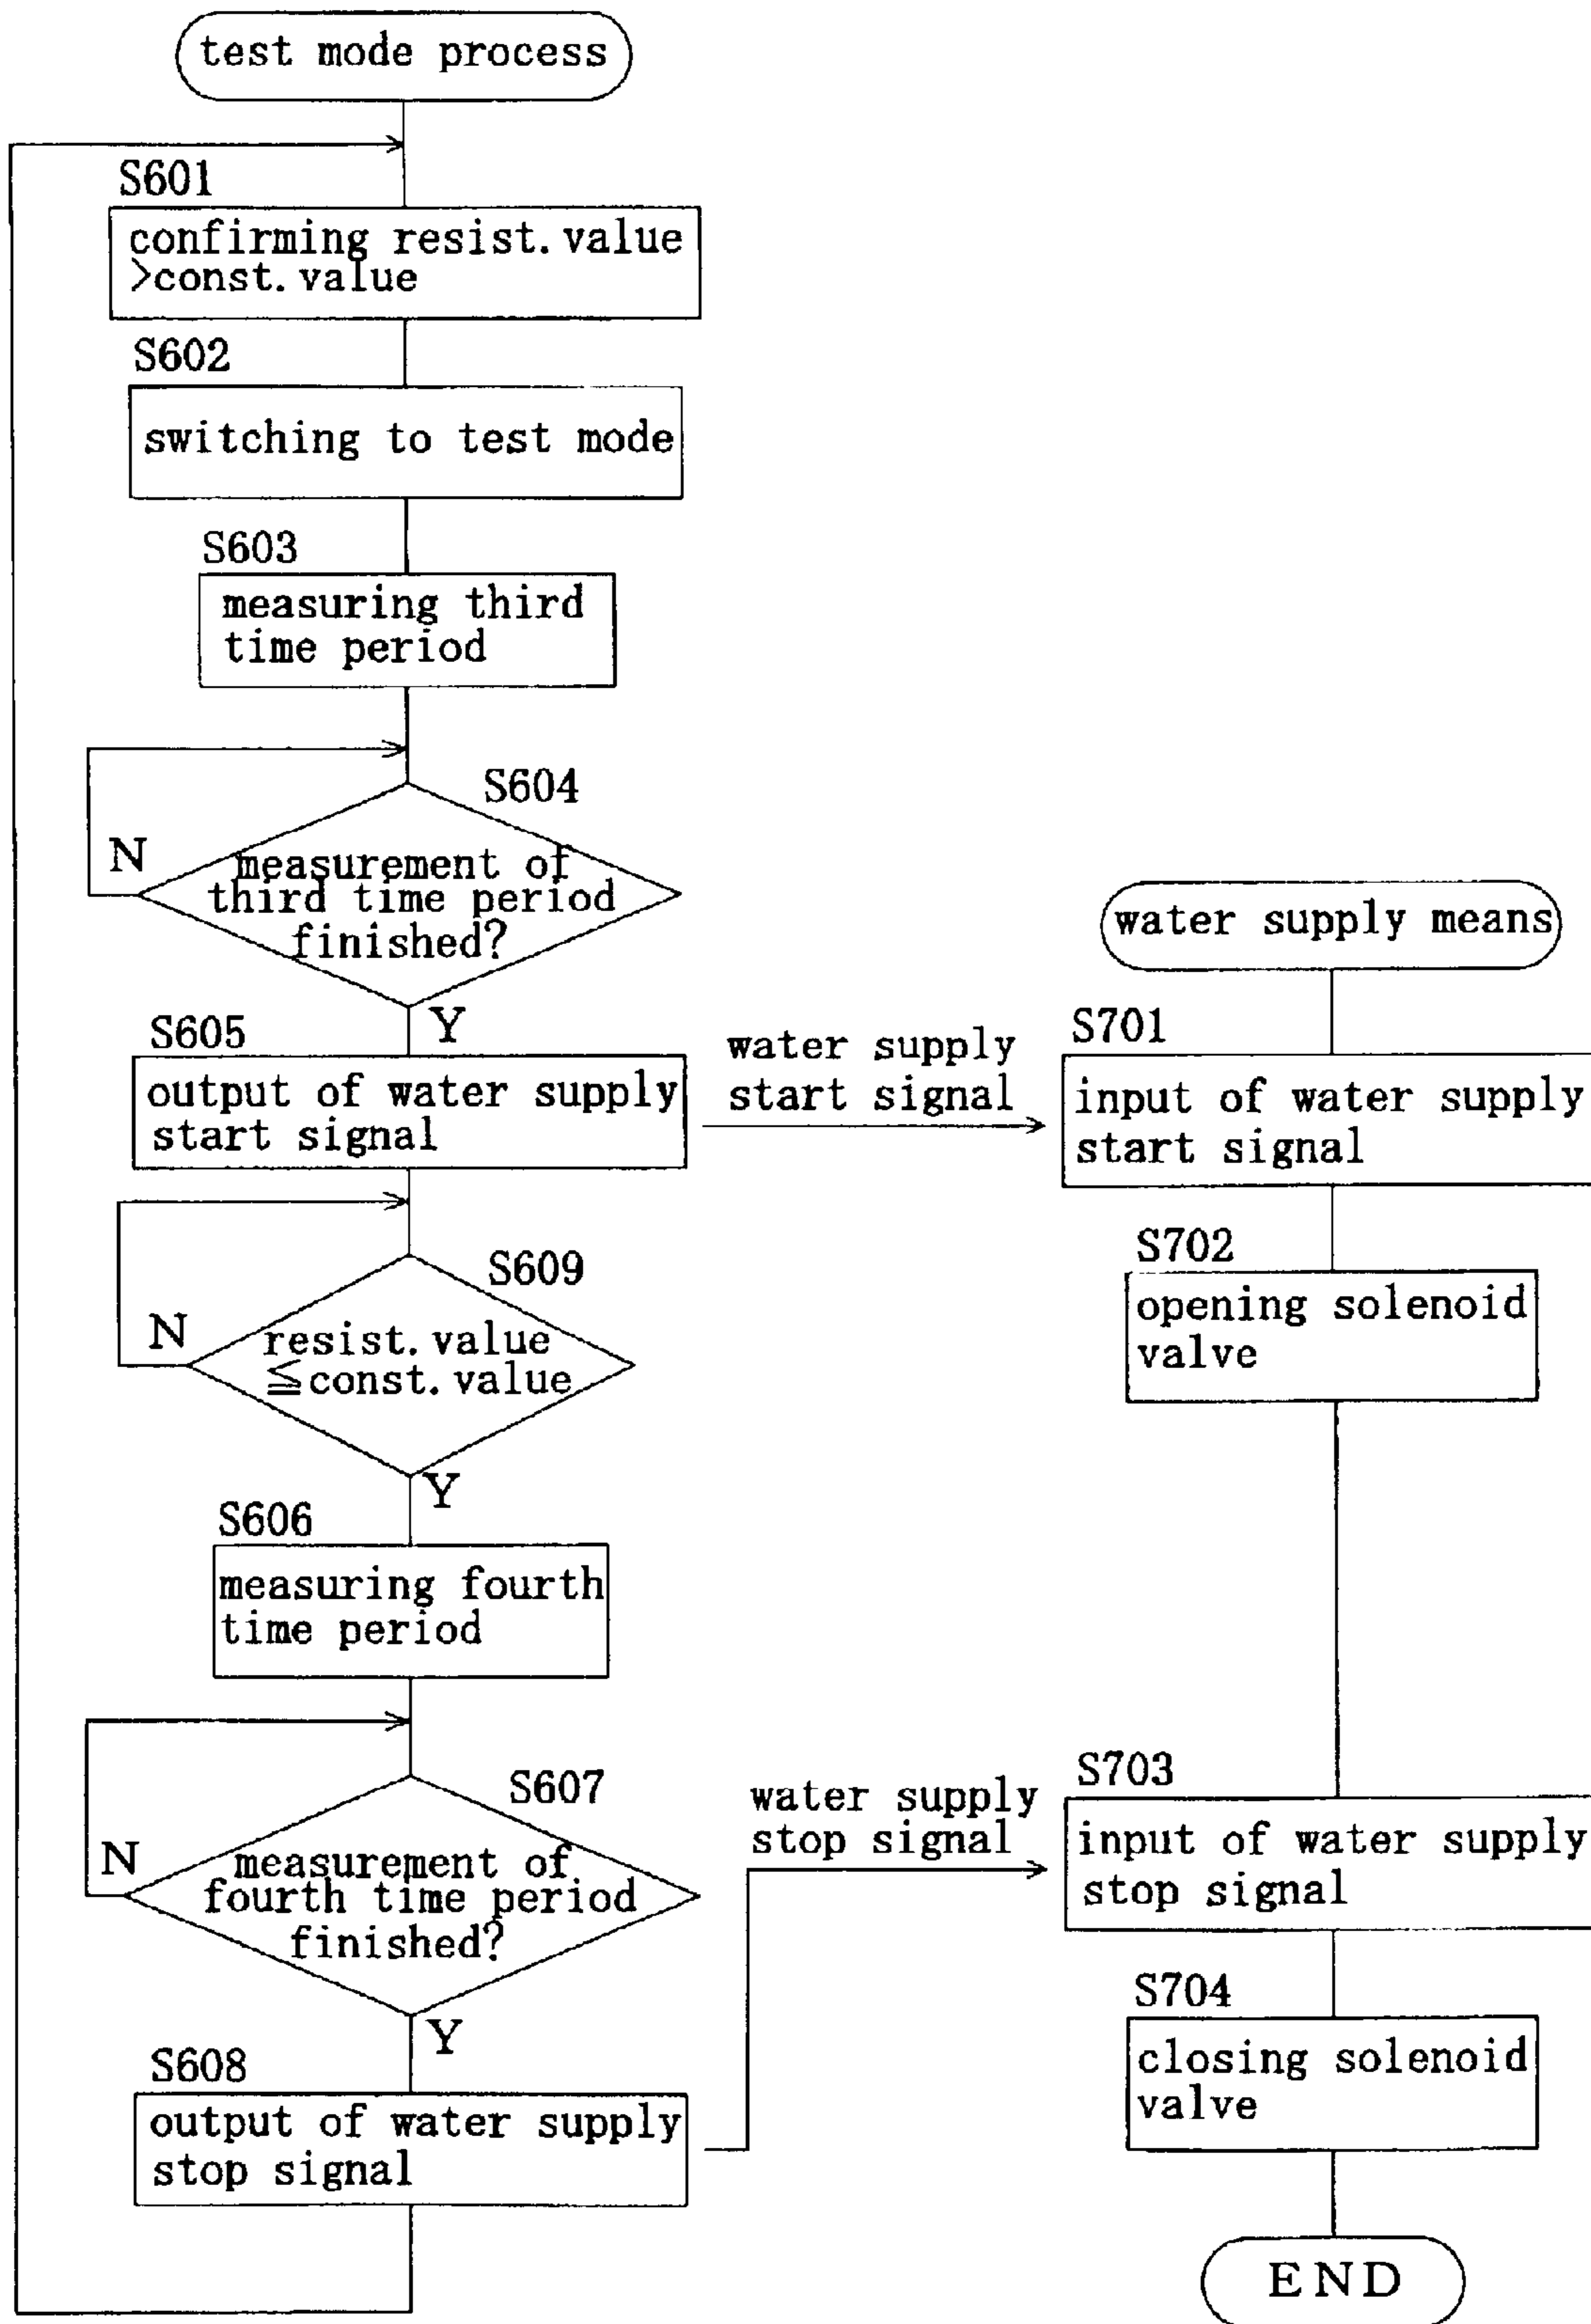 test mode process
S601
confirming resist.value
>const.value
S602
switching to test mode
S603
measuring third
time period
S604
N
measurement of
third time period
finished?
Y
S605
output of water supply
start signal
water supply
start signal
S609
N
resist.value
≦const.value
Y
S606
measuring fourth
time period
S607
N
measurement of
fourth time period
finished?
Y
S608
output of water supply
stop signal
water supply
stop signal
water supply means
S701
input of water supply
start signal
S702
opening solenoid
valve
S703
input of water supply
stop signal
S704
closing solenoid
valve
END